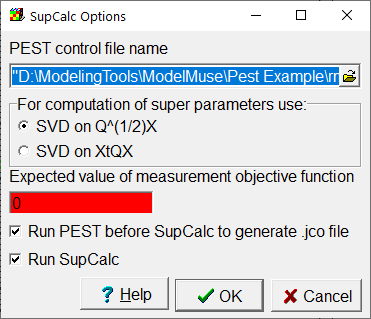 SupCalc Options
PEST control file name
"D:\ModelingTools\ModelMuse\Pest Example\rr
For computation of super parameters use:
SVD on Q^(1/2)X
SVD on XtQX
Expected value of measurement objective function
0
Run PEST before SupCalc to generate .jco file
Run SupCalc
? Help
OK
Cancel